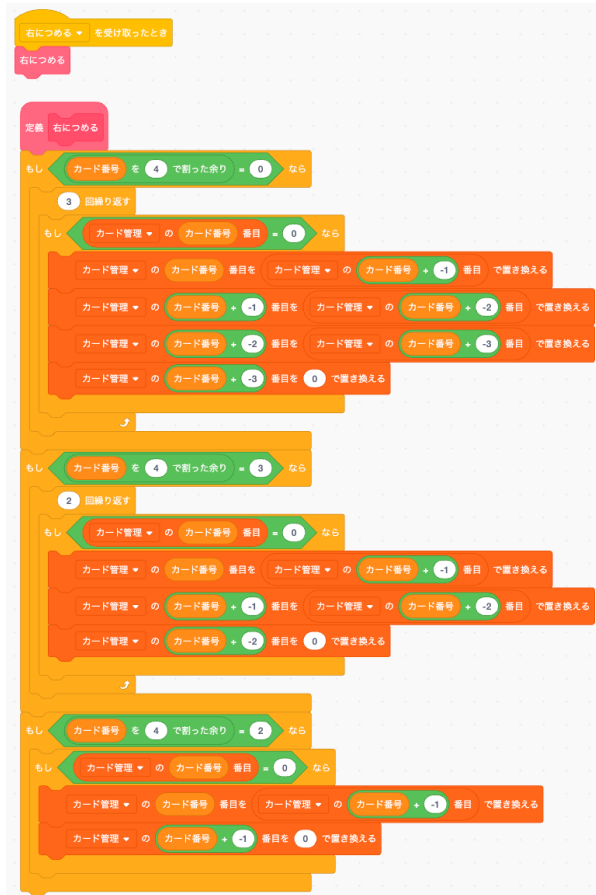 右につめる を受け取ったとき
右につめる
定義 右につめる
もし カード番号 を 4 で割った余り = 0 なら
3 回繰り返す
もし カード管理 の カード番号 番目 = 0 なら
カード管理 の カード番号 番目を カード管理 の カード番号 + -1 番目 で置き換える
カード管理 の カード番号 + -1 番目を カード管理 の カード番号 + -2 番目 で置き換える
カード管理 の カード番号 + -2 番目を カード管理 の カード番号 + -3 番目 で置き換える
カード管理 の カード番号 + -3 番目を 0 で置き換える
もし カード番号 を 4 で割った余り = 3 なら
2 回繰り返す
もし カード管理 の カード番号 番目 = 0 なら
カード管理 の カード番号 番目を カード管理 の カード番号 + -1 番目 で置き換える
カード管理 の カード番号 + -1 番目を カード管理 の カード番号 + -2 番目 で置き換える
カード管理 の カード番号 + -2 番目を 0 で置き換える
もし カード番号 を 4 で割った余り = 2 なら
もし カード管理 の カード番号 番目 = 0 なら
カード管理 の カード番号 番目を カード管理 の カード番号 + -1 番目 で置き換える
カード管理 の カード番号 + -1 番目を 0 で置き換える